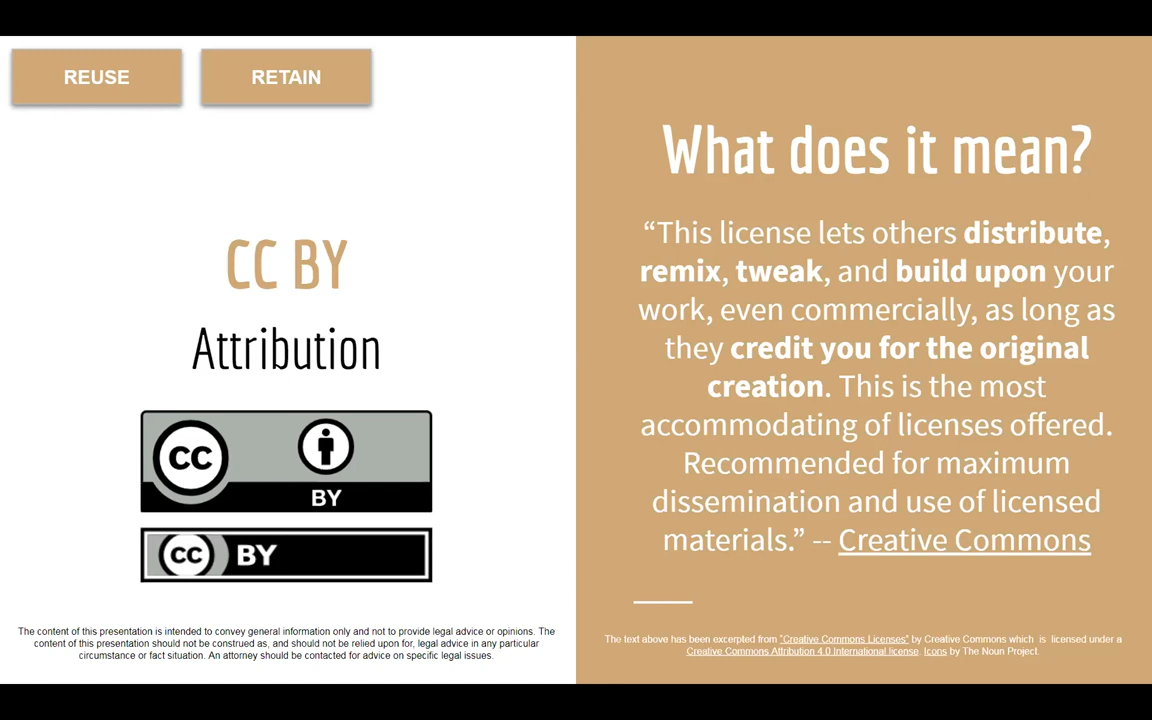 REUSE
RETAIN
CC BY
Attribution
CC
BY
CC BY
The content of this presentation is intended to convey general information only and not to provide legal advice or opinions. The
content of this presentation should not be construed as, and should not be relied upon for, legal advice in any particular
circumstance or fact situation. An attorney should be contacted for advice on specific legal issues.
What does it mean?
“This license lets others distribute,
remix, tweak, and build upon your
work, even commercially, as long as
they credit you for the original
creation. This is the most
accommodating of licenses offered.
Recommended for maximum
dissemination and use of licensed
materials.” -- Creative Commons
The text above has been excerpted from "Creative Commons Licenses" by Creative Commons which is licensed under a
Creative Commons Attribution 4.0 International license. Icons by The Noun Project.